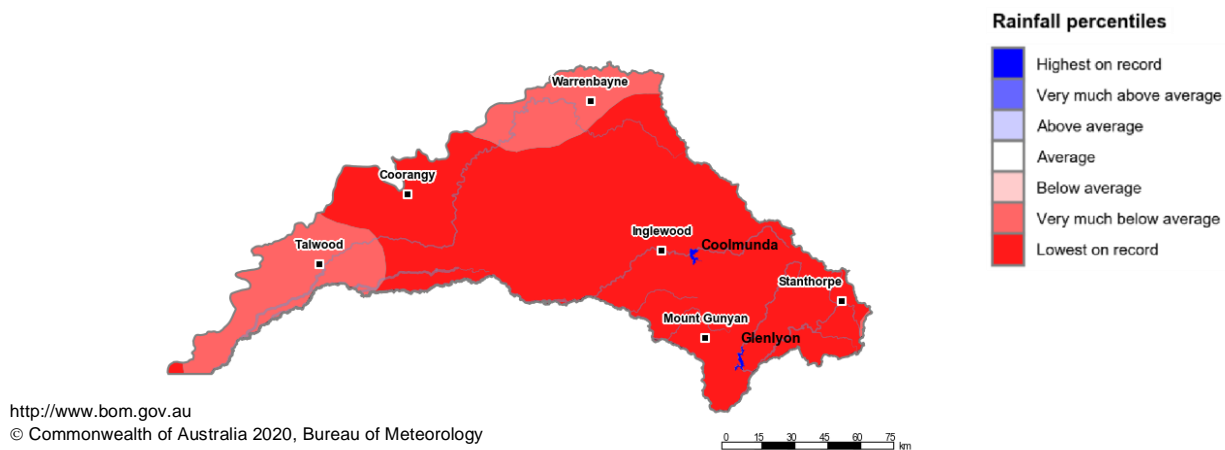 Rainfall percentiles
Highest on record
Very much above average
Above average
Average
Below average
Very much below average
Lowest on record
Warrenbayne
Coorangy
Talwood
Inglewood
Coolmunda
Stanthorpe
Mount Gunyan
Glenlyon
http://www.bom.gov.au
© Commonwealth of Australia 2020, Bureau of Meteorology
0 15 30 45 60 75 km